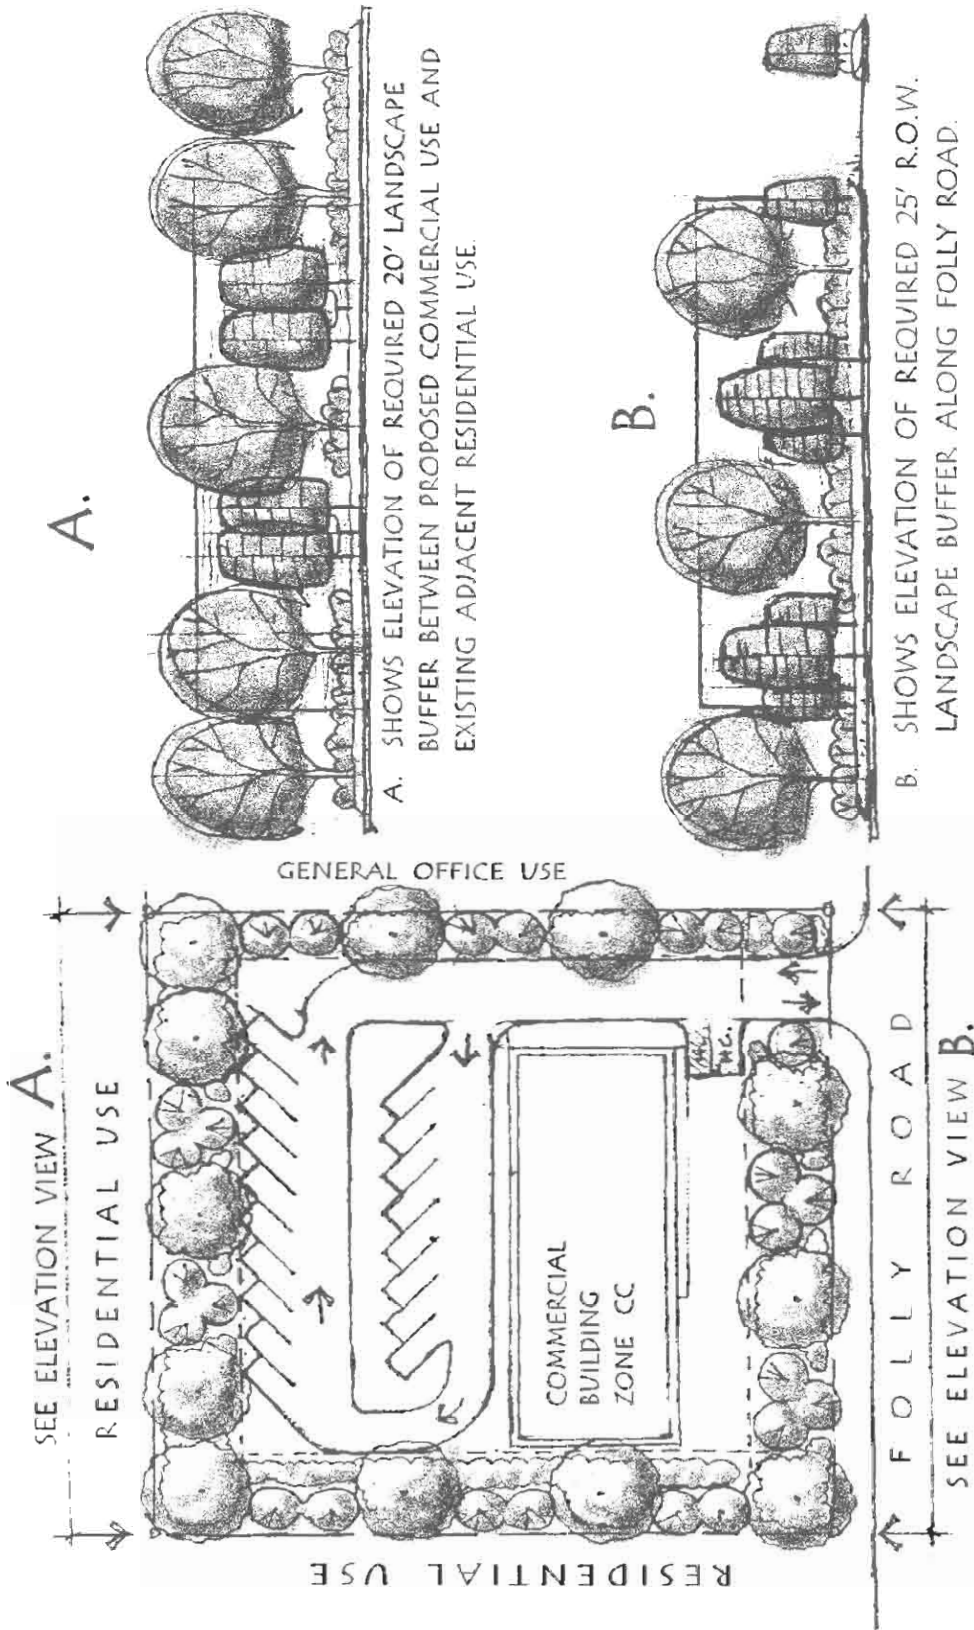 SEE ELEVATION VIEW A.
RESIDENTIAL USE
RESIDENTIAL USE
GENERAL OFFICE USE
COMMERCIAL
BUILDING
ZONE CC
H.C.
FOLLY ROAD
SEE ELEVATION VIEW B.
A.
A. SHOWS ELEVATION OF REQUIRED 20' LANDSCAPE
BUFFER BETWEEN PROPOSED COMMERCIAL USE AND
EXISTING ADJACENT RESIDENTIAL USE.
B.
B. SHOWS ELEVATION OF REQUIRED 25' R.O.W.
LANDSCAPE BUFFER ALONG FOLLY ROAD.